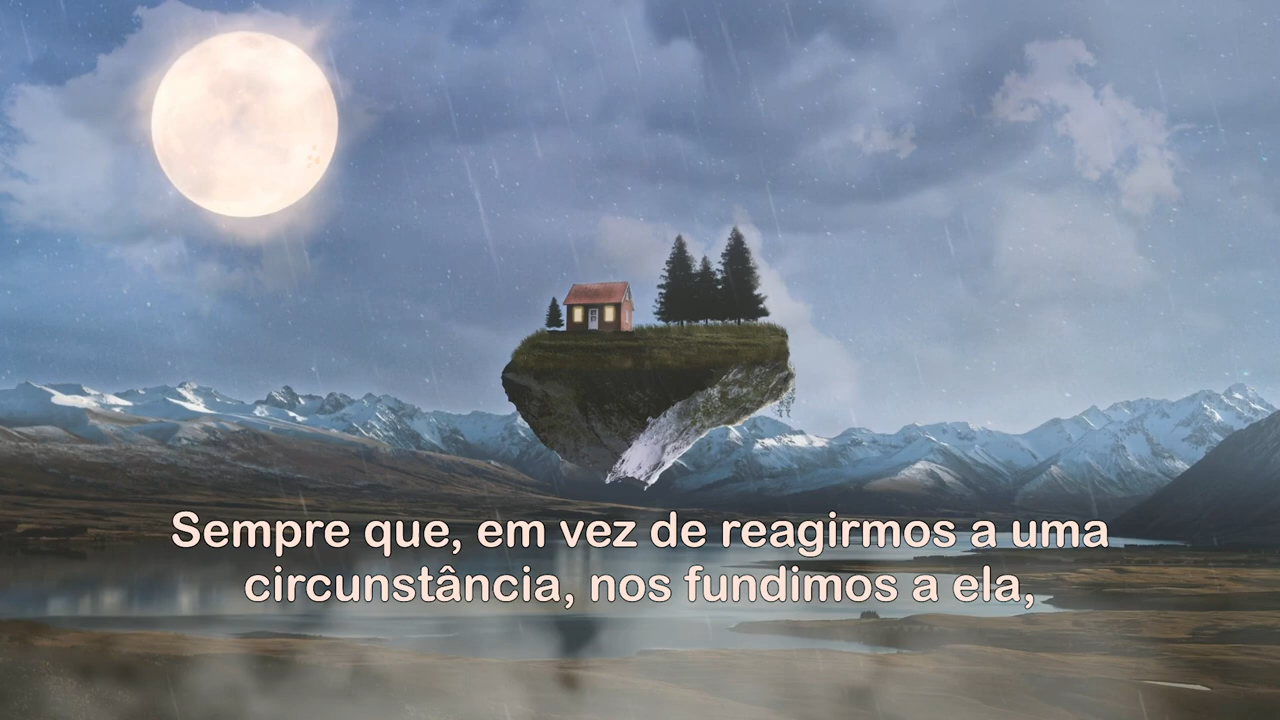 Sempre que, em vez de reagirmos a uma
circunstância, nos fundimos a ela,